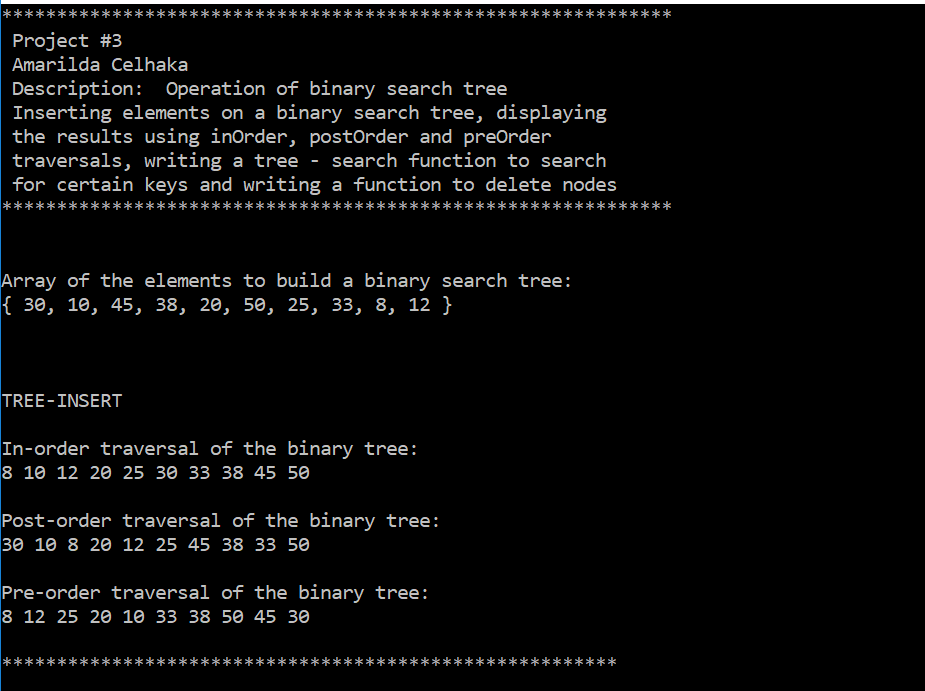 *************************************************************
Project #3
Amarilda Celhaka
Description:  Operation of binary search tree
Inserting elements on a binary search tree, displaying
the results using inOrder, postOrder and preOrder
traversals, writing a tree - search function to search
for certain keys and writing a function to delete nodes
*************************************************************
Array of the elements to build a binary search tree:
{ 30, 10, 45, 38, 20, 50, 25, 33, 8, 12 }
TREE-INSERT
In-order traversal of the binary tree:
8 10 12 20 25 30 33 38 45 50
Post-order traversal of the binary tree:
30 10 8 20 12 25 45 38 33 50
Pre-order traversal of the binary tree:
8 12 25 20 10 33 38 50 45 30
********************************************************